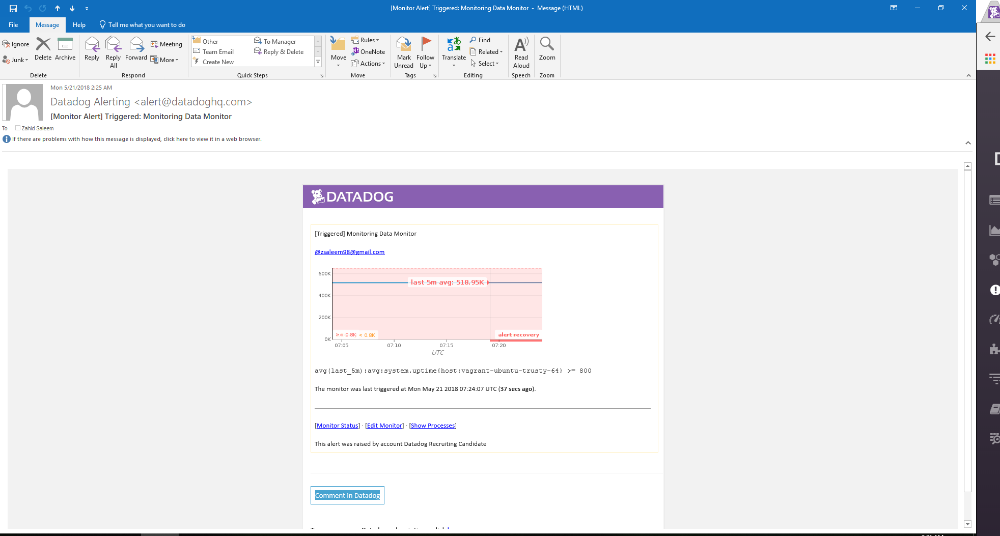 [Monitor Alert] Triggered: Monitoring Data Monitor - Message (HTML)
File Message Help Tell me what you want to do
Ignore
Junk
Delete
Archive
Delete
Reply
Reply All
Forward
Meeting
More
Respond
Other
Team Email
Create New
To Manager
Reply & Delete
Quick Steps
Move
Rules
OneNote
Actions
Move
Mark Unread
Follow Up
Tags
Translate
Find
Related
Select
Editing
Read Aloud
Speech
Zoom
Zoom
Mon 5/21/2018 2:25 AM
Datadog Alerting <alert@datadoghq.com>
[Monitor Alert] Triggered: Monitoring Data Monitor
To Zahid Saleem
If there are problems with how this message is displayed, click here to view it in a web browser.
DATADOG
[Triggered] Monitoring Data Monitor
@zsaleem98@gmail.com
600K
last 5m avg: 518.95K
400K
200K
>= 0.8K < 0.8K
alert recovery
0K
07:05 07:10 07:15 07:20
UTC
avg(last_5m):avg:system.uptime{host:vagrant-ubuntu-trusty-64} >= 800
The monitor was last triggered at Mon May 21 2018 07:24:07 UTC (37 secs ago).
[Monitor Status] · [Edit Monitor] · [Show Processes]
This alert was raised by account Datadog Recruiting Candidate
Comment in Datadog